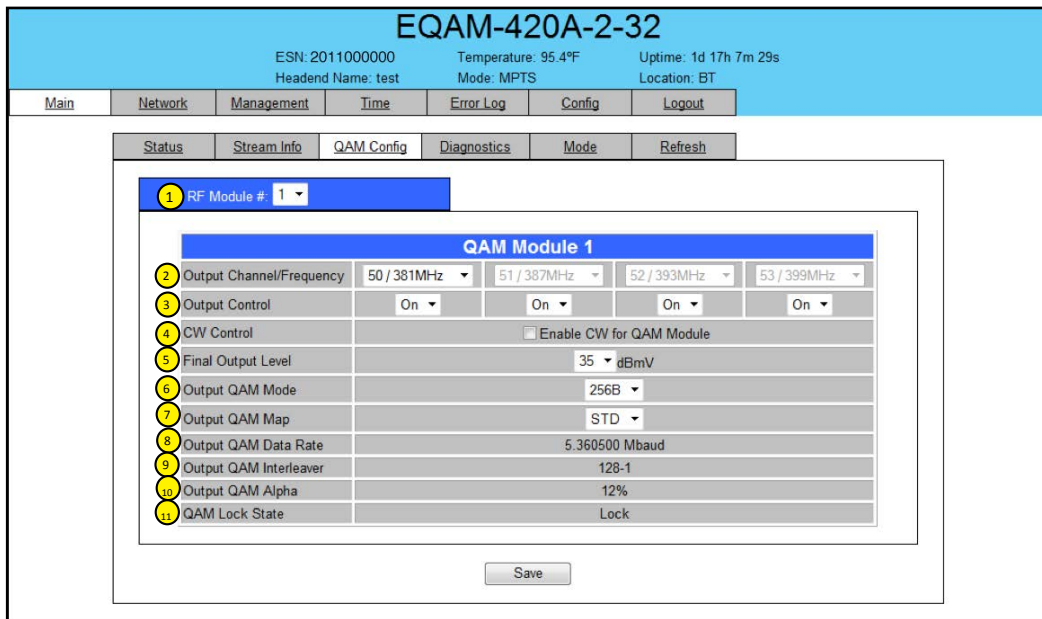 EQAM-420A-2-32
ESN: 2011000000 Temperature: 95.4ºF Uptime: 1d 17h 7m 29s
Headend Name: test Mode: MPTS Location: BT
Main Network Management Time Error Log Config Logout
Status Stream Info QAM Config Diagnostics Mode Refresh
1 RF Module #: 1
QAM Module 1
2 Output Channel/Frequency 50 / 381MHz 51 / 387MHz 52 / 393MHz 53 / 399MHz
3 Output Control On On On On
4 CW Control Enable CW for QAM Module
5 Final Output Level 35 dBmV
6 Output QAM Mode 256B
7 Output QAM Map STD
8 Output QAM Data Rate 5.360500 Mbaud
9 Output QAM Interleaver 128-1
10 Output QAM Alpha 12%
11 QAM Lock State Lock
Save